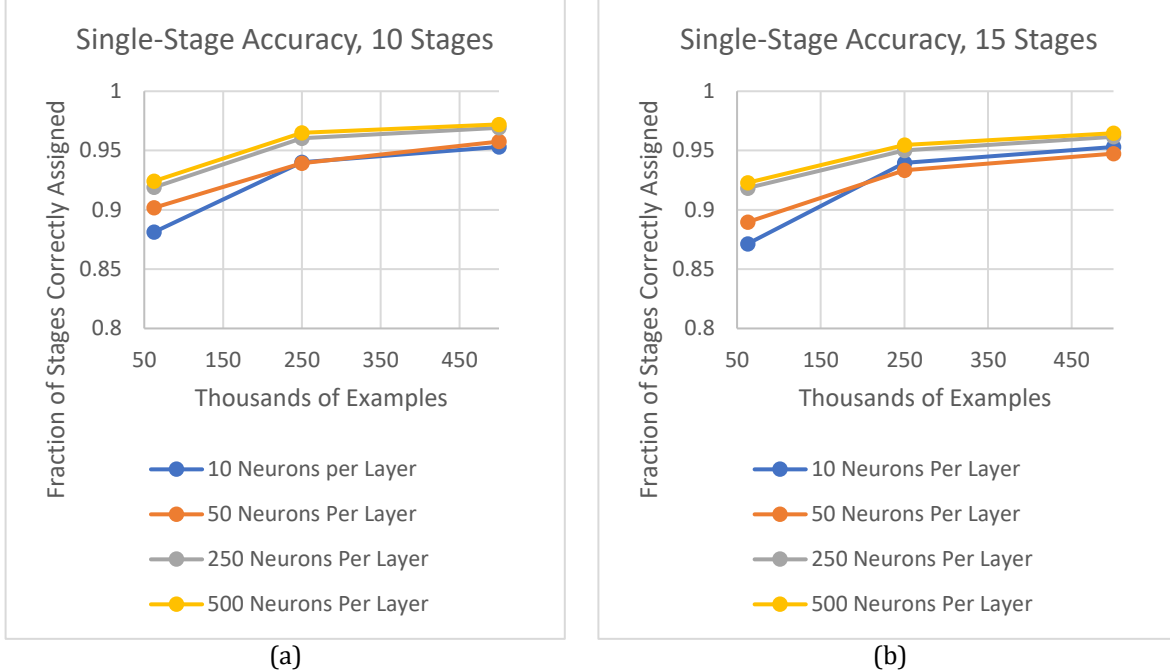 Single-Stage Accuracy, 10 Stages
Fraction of Stages Correctly Assigned
1
0.95
0.9
0.85
0.8
50 150 250 350 450
Thousands of Examples
10 Neurons per Layer
50 Neurons Per Layer
250 Neurons Per Layer
500 Neurons Per Layer
(a)
Single-Stage Accuracy, 15 Stages
Fraction of Stages Correctly Assigned
1
0.95
0.9
0.85
0.8
50 150 250 350 450
Thousands of Examples
10 Neurons Per Layer
50 Neurons Per Layer
250 Neurons Per Layer
500 Neurons Per Layer
(b)